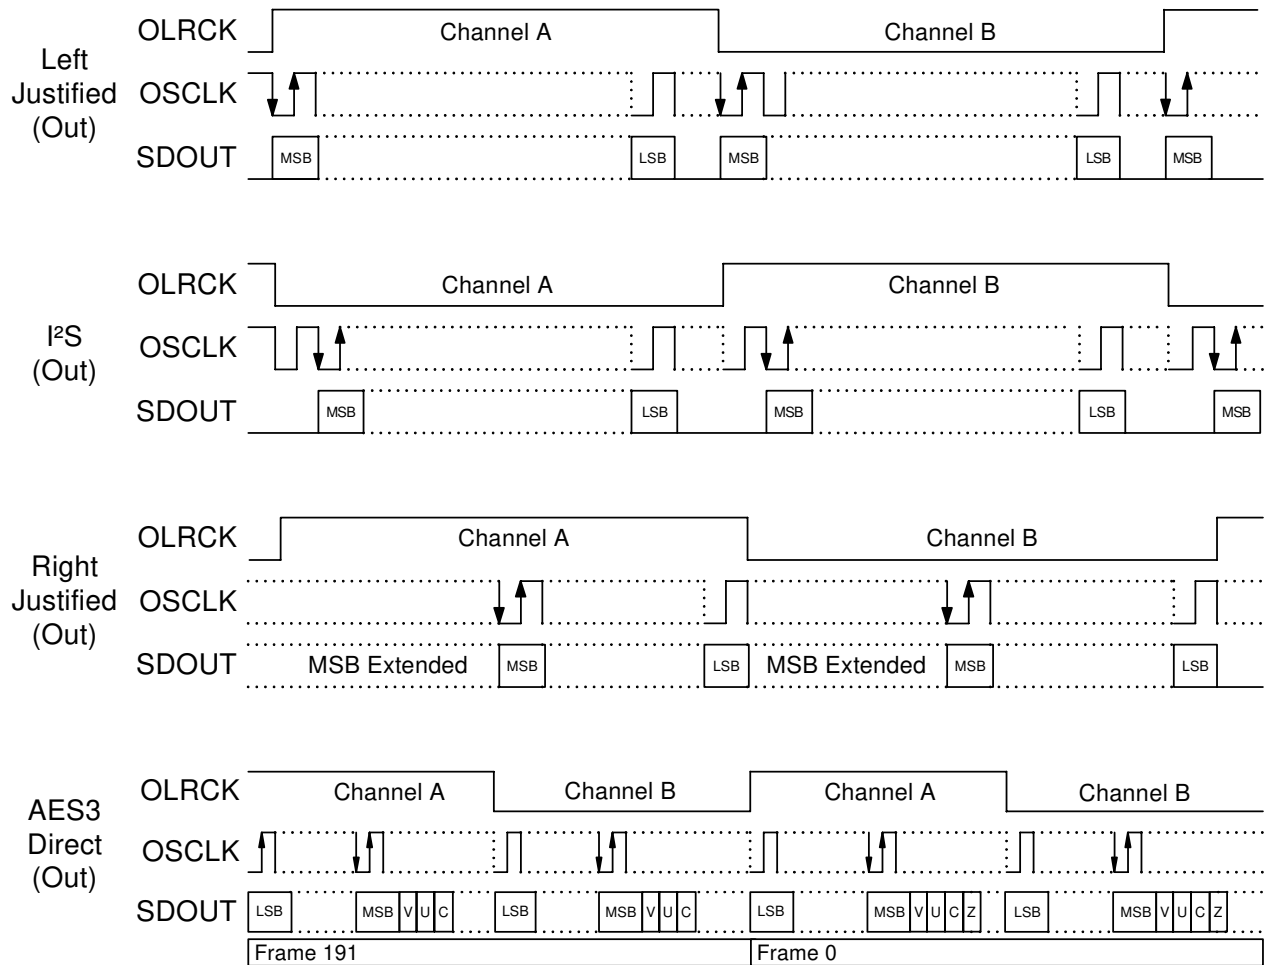 Left
Justified
(Out)
OLRCK Channel A Channel B
OSCLK
SDOUT MSB LSB MSB LSB MSB
I²S
(Out)
OLRCK Channel A Channel B
OSCLK
SDOUT MSB LSB MSB LSB MSB
Right
Justified
(Out)
OLRCK Channel A Channel B
OSCLK
SDOUT MSB Extended MSB LSB MSB Extended MSB LSB
AES3
Direct
(Out)
OLRCK Channel A Channel B Channel A Channel B
OSCLK
SDOUT LSB MSB V U C LSB MSB V U C LSB MSB V U C Z LSB MSB V U C Z
Frame 191 Frame 0